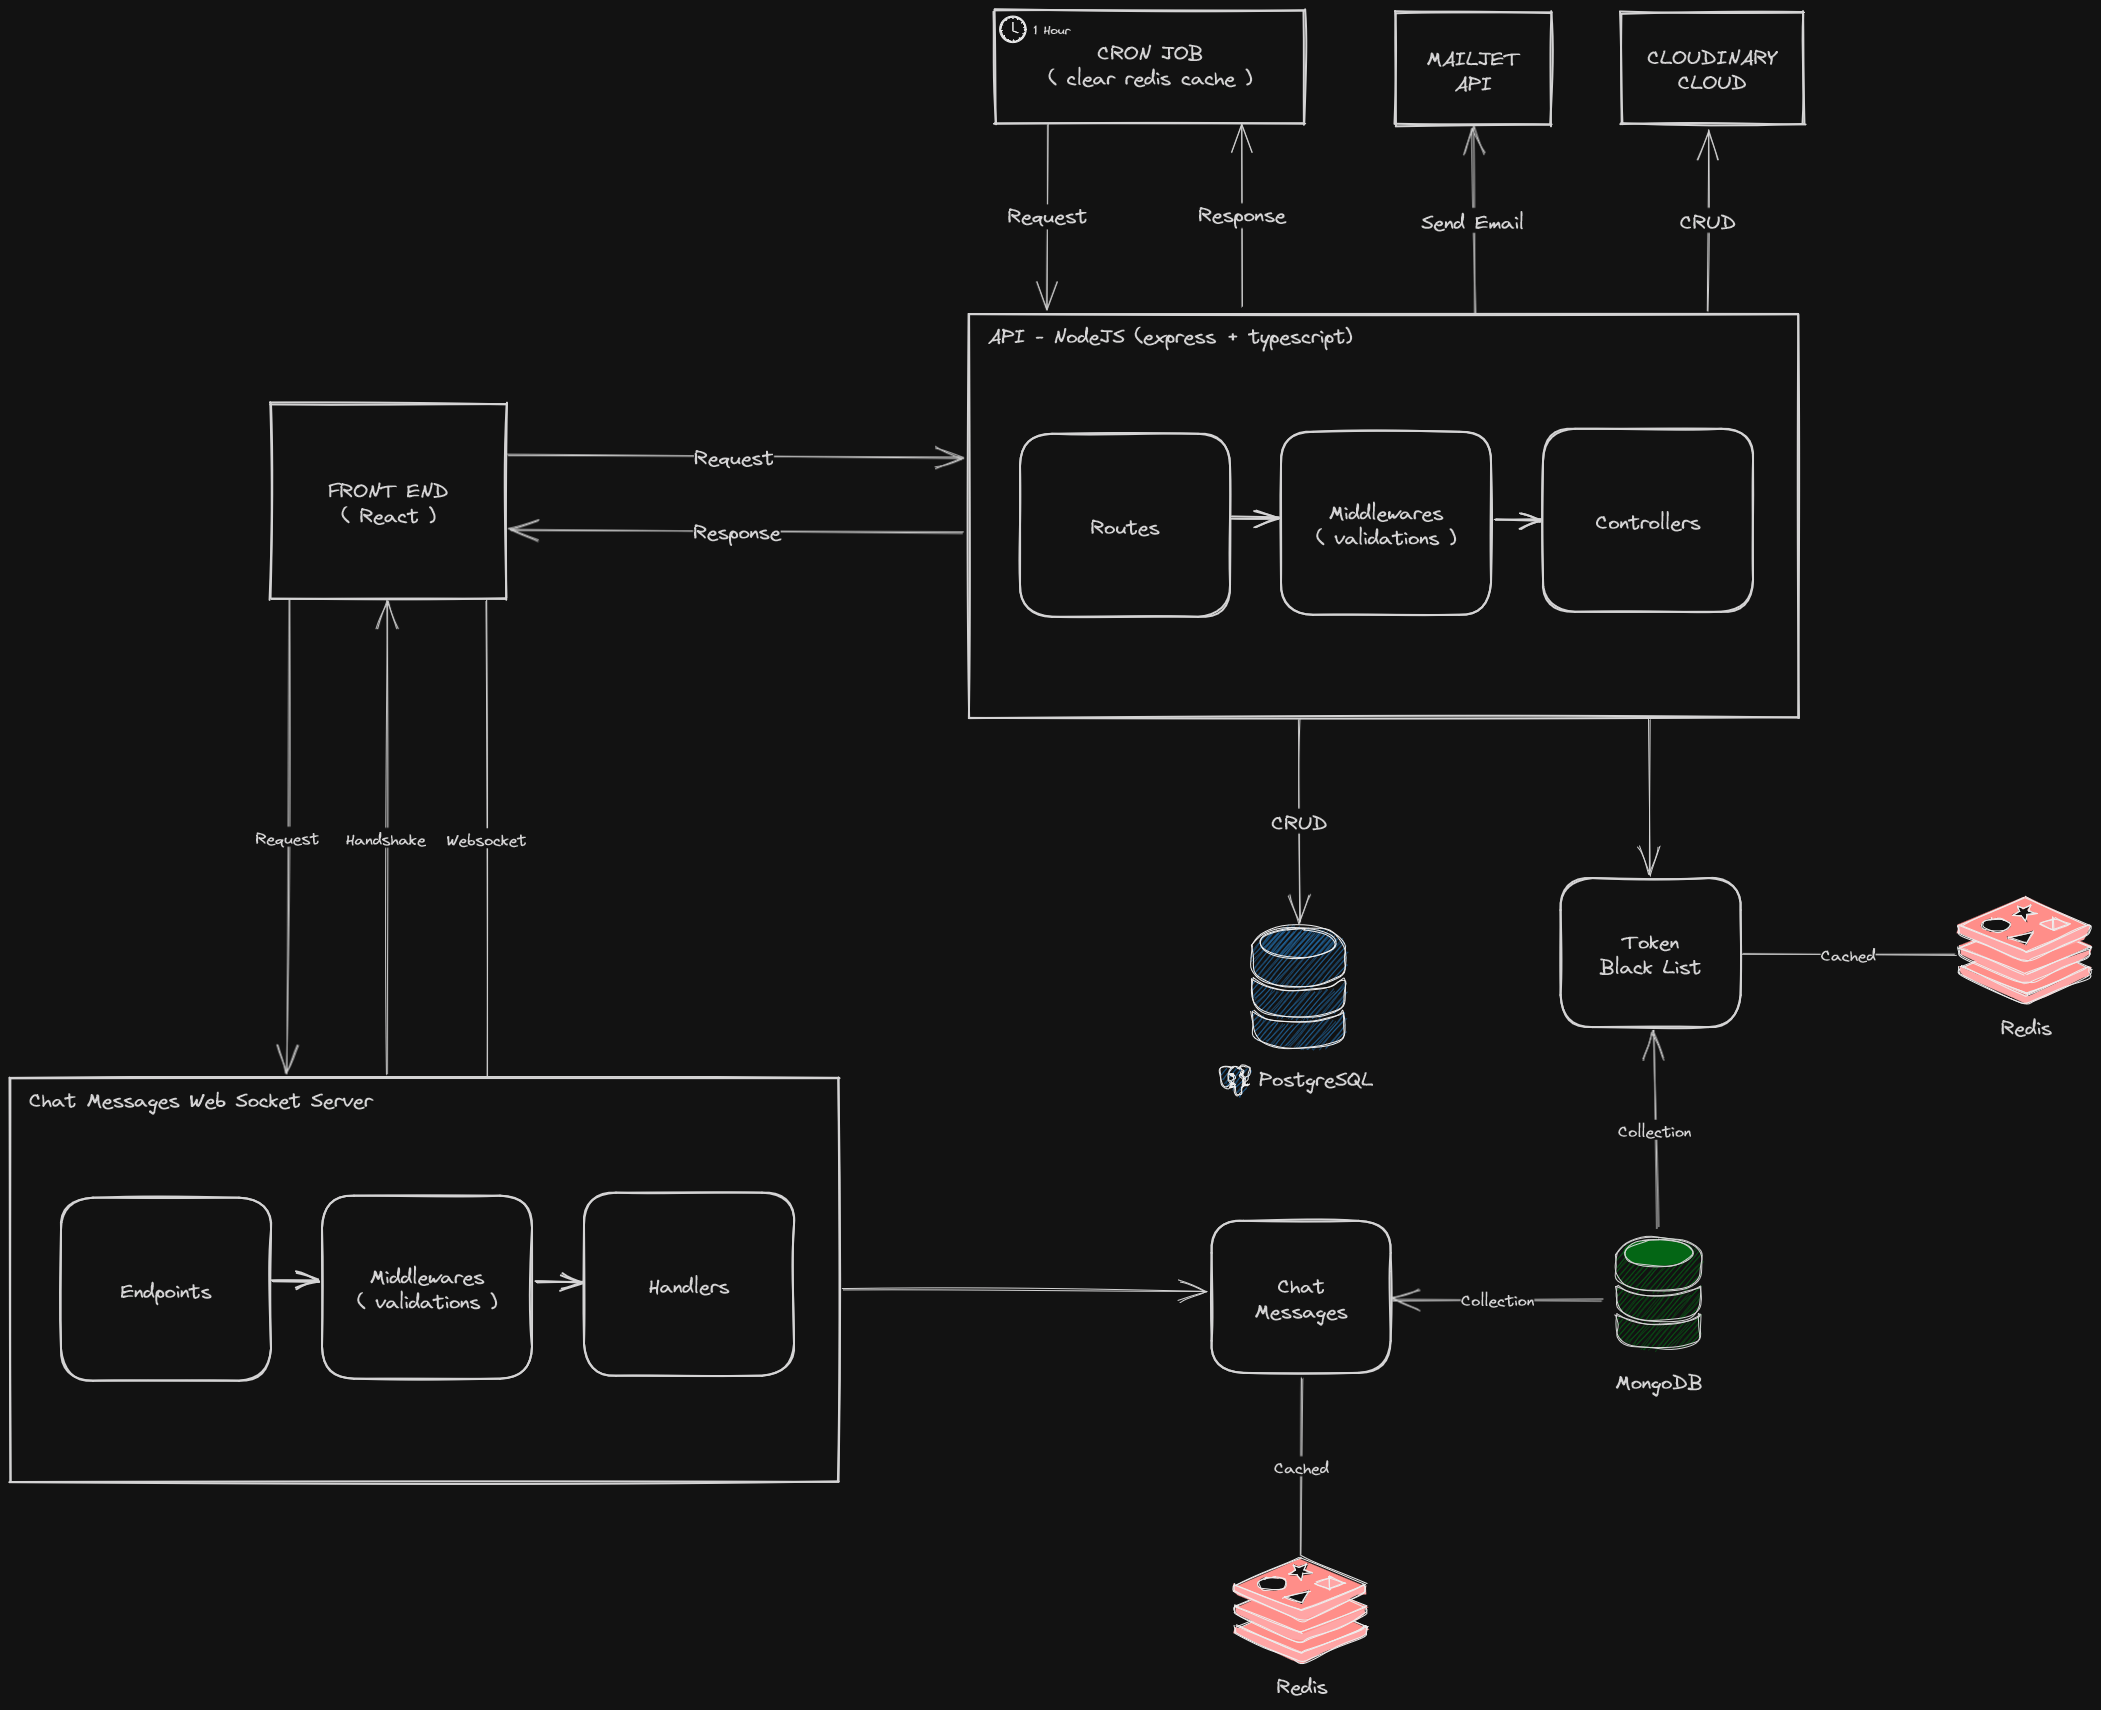 1 Hour
CRON JOB
( clear redis cache )
MAILJET
API
CLOUDINARY
CLOUD
Request
Response
Send Email
CRUD
API - NodeJS (express + typescript)
FRONT END
( React )
Request
Response
Routes
Middlewares
( validations )
Controllers
Request
Handshake
Websocket
CRUD
Token
Black List
Cached
Redis
PostgreSQL
Collection
Chat Messages Web Socket Server
Endpoints
Middlewares
( validations )
Handlers
Chat
Messages
Collection
MongoDB
Cached
Redis